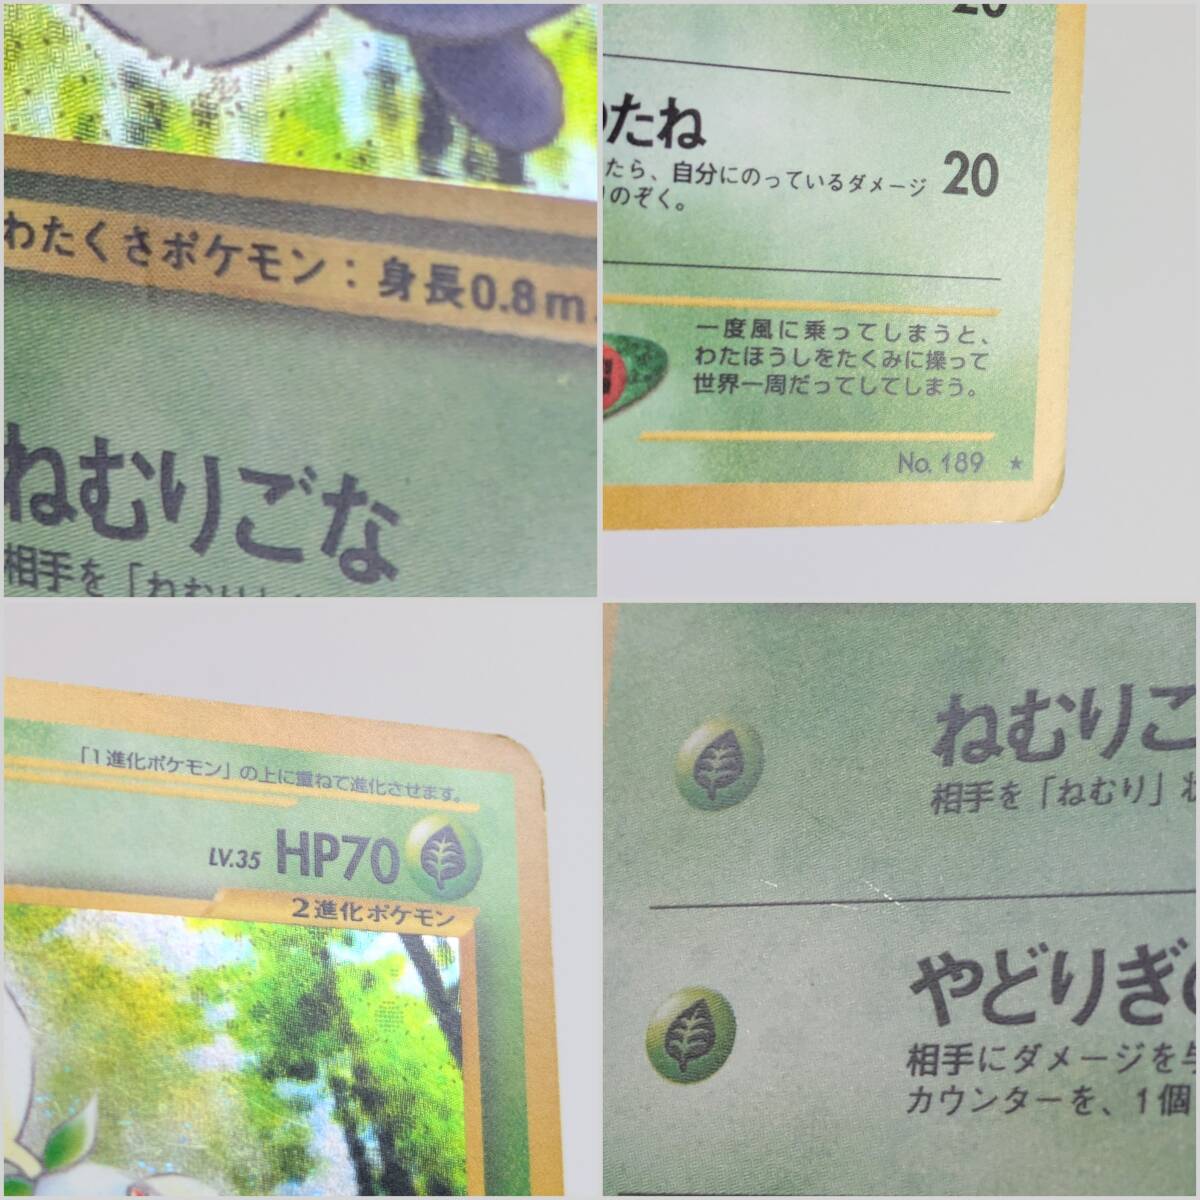 わたくさポケモン：身長0.8m
ねむりごな
相手を「ねむり
20
たね
たら、自分にのっているダメージ
20
のぞく。
一度風に乗ってしまうと、
わたほうしをたくみに操って
世界一周だってしてしまう。
No. 189 ★
「1進化ポケモン」の上に重ねて進化させます。
LV.35 HP70
2進化ポケモン
ねむりご
相手を「ねむり」状
やどりぎの
相手にダメージを与
カウンターを、1個